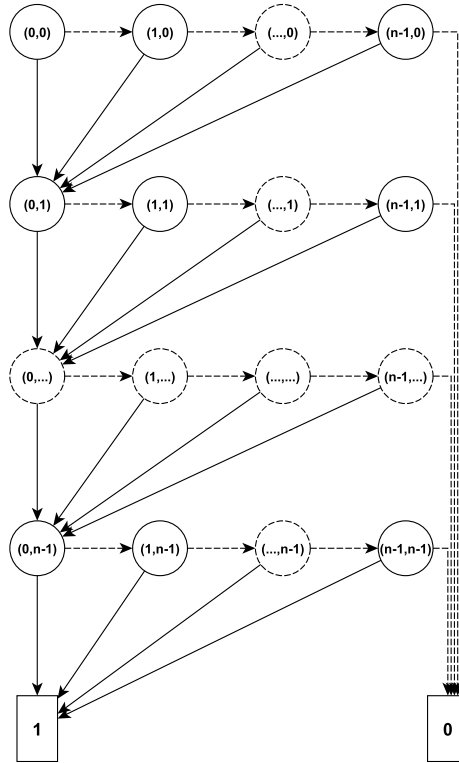 (0,0) (1,0) (...,0) (n-1,0)
(0,1) (1,1) (...,1) (n-1,1)
(0,...) (1,...) (...,...) (n-1,...)
(0,n-1) (1,n-1) (...,n-1) (n-1,n-1)
1 0